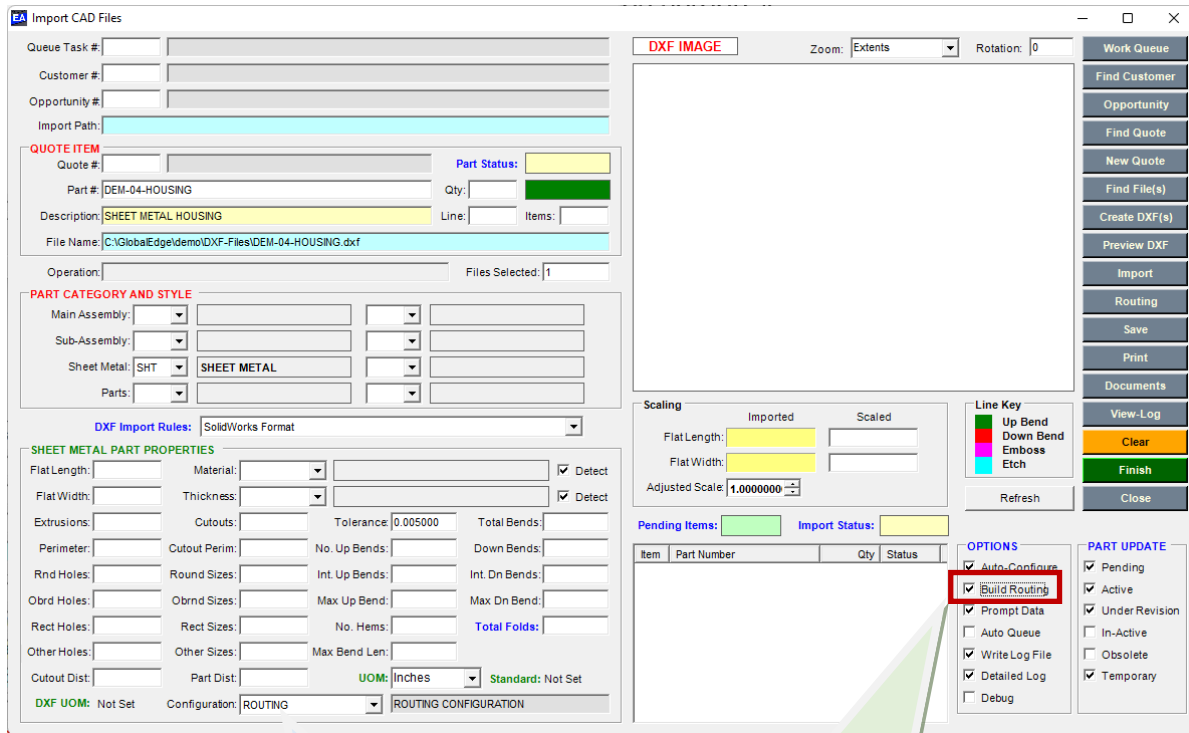 EA Import CAD Files
Queue Task #:
Customer #:
Opportunity #:
Import Path:
QUOTE ITEM
Quote #:
Part Status:
Part #: DEM-04-HOUSING
Qty:
Description: SHEET METAL HOUSING
Line:
Items:
File Name: C:\GlobalEdge\demo\DXF-Files\DEM-04-HOUSING.dxf
Operation:
Files Selected: 1
PART CATEGORY AND STYLE
Main Assembly:
Sub-Assembly:
Sheet Metal: SHT SHEET METAL
Parts:
DXF Import Rules: SolidWorks Format
SHEET METAL PART PROPERTIES
Flat Length: Material: Detect
Flat Width: Thickness: Detect
Extrusions: Cutouts: Tolerance: 0.005000 Total Bends:
Perimeter: Cutout Perim: No. Up Bends: Down Bends:
Rnd Holes: Round Sizes: Int. Up Bends: Int. Dn Bends:
Obrd Holes: Obrnd Sizes: Max Up Bend: Max Dn Bend:
Rect Holes: Rect Sizes: No. Hems: Total Folds:
Other Holes: Other Sizes: Max Bend Len:
Cutout Dist: Part Dist: UOM: Inches Standard: Not Set
DXF UOM: Not Set Configuration: ROUTING ROUTING CONFIGURATION
DXF IMAGE Zoom: Extents Rotation: 0
Scaling
Imported Scaled
Flat Length:
Flat Width:
Adjusted Scale: 1.0000000
Line Key
Up Bend
Down Bend
Emboss
Etch
Refresh
Pending Items: Import Status:
Item Part Number Qty Status
OPTIONS
Auto-Configure
Build Routing
Prompt Data
Auto Queue
Write Log File
Detailed Log
Debug
PART UPDATE
Pending
Active
Under Revision
In-Active
Obsolete
Temporary
Work Queue
Find Customer
Opportunity
Find Quote
New Quote
Find File(s)
Create DXF(s)
Preview DXF
Import
Routing
Save
Print
Documents
View-Log
Clear
Finish
Close